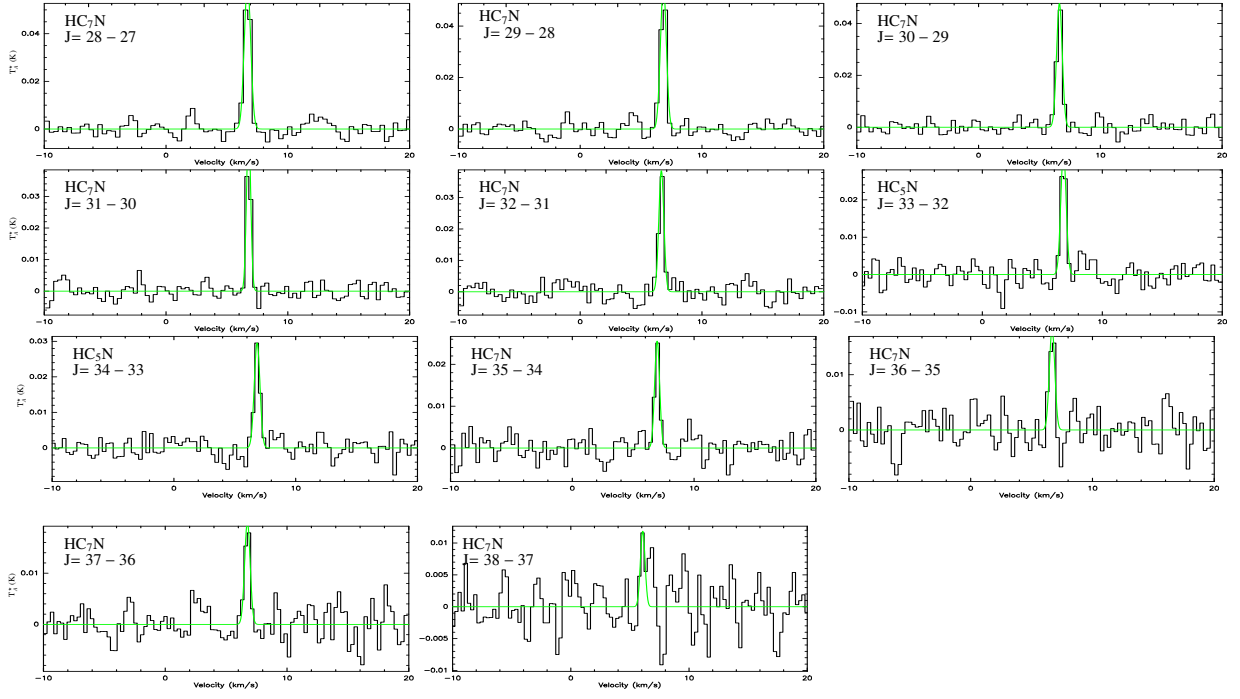 HC7N
J= 28 – 27
T*A (K)
0.04
0.02
0
−10 0 10 20
Velocity (km/s)
HC7N
J= 29 – 28
0.04
0.02
0
−10 0 10 20
Velocity (km/s)
HC7N
J= 30 – 29
0.04
0.02
0
−10 0 10 20
Velocity (km/s)
HC7N
J= 31 – 30
T*A (K)
0.03
0.02
0.01
0
−10 0 10 20
Velocity (km/s)
HC7N
J= 32 – 31
0.03
0.02
0.01
0
−10 0 10 20
Velocity (km/s)
HC5N
J= 33 – 32
0.02
0.01
0
−0.01
−10 0 10 20
Velocity (km/s)
HC5N
J= 34 – 33
T*A (K)
0.03
0.02
0.01
0
−10 0 10 20
Velocity (km/s)
HC7N
J= 35 – 34
0.02
0.01
0
−10 0 10 20
Velocity (km/s)
HC7N
J= 36 – 35
0.01
0
−10 0 10 20
Velocity (km/s)
HC7N
J= 37 – 36
T*A (K)
0.01
0
−10 0 10 20
Velocity (km/s)
HC7N
J= 38 – 37
0.01
0.005
0
−0.005
−0.01
−10 0 10 20
Velocity (km/s)